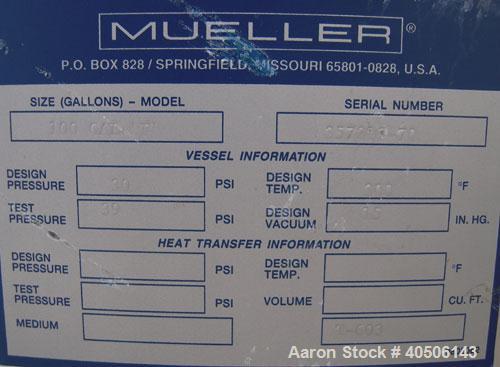 MUELLER®
P.O. BOX 828 / SPRINGFIELD, MISSOURI 65801-0828, U.S.A.
SIZE (GALLONS) - MODEL
SERIAL NUMBER
VESSEL INFORMATION
DESIGN PRESSURE PSI DESIGN TEMP. °F
TEST PRESSURE 39 PSI DESIGN VACUUM IN. HG.
HEAT TRANSFER INFORMATION
DESIGN PRESSURE PSI DESIGN TEMP. °F
TEST PRESSURE PSI VOLUME CU. FT.
MEDIUM
Aaron Stock # 40506143